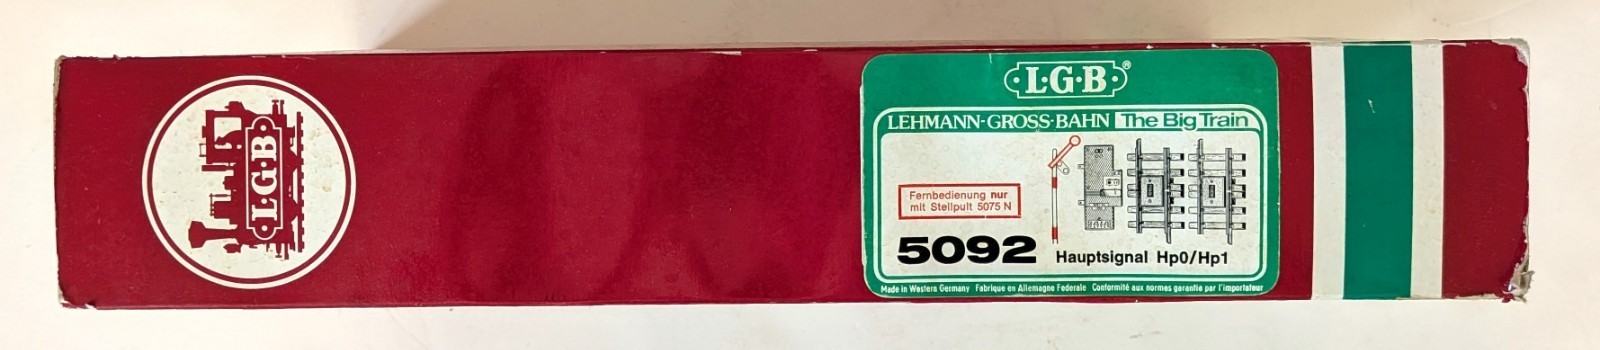 L·G·B
L·G·B®
LEHMANN-GROSS-BAHN The Big Train
Fernbedienung nur
mit Stellpult 5075 N
5092 Hauptsignal Hp0/Hp1
Made in Western Germany Fabrique en Allemagne Federale Conformité aux normes garantie par l'importateur